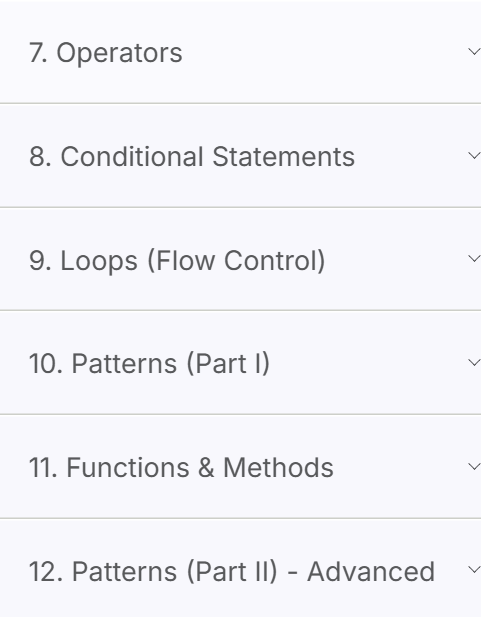 7. Operators
8. Conditional Statements
9. Loops (Flow Control)
10. Patterns (Part I)
11. Functions & Methods
12. Patterns (Part II) - Advanced